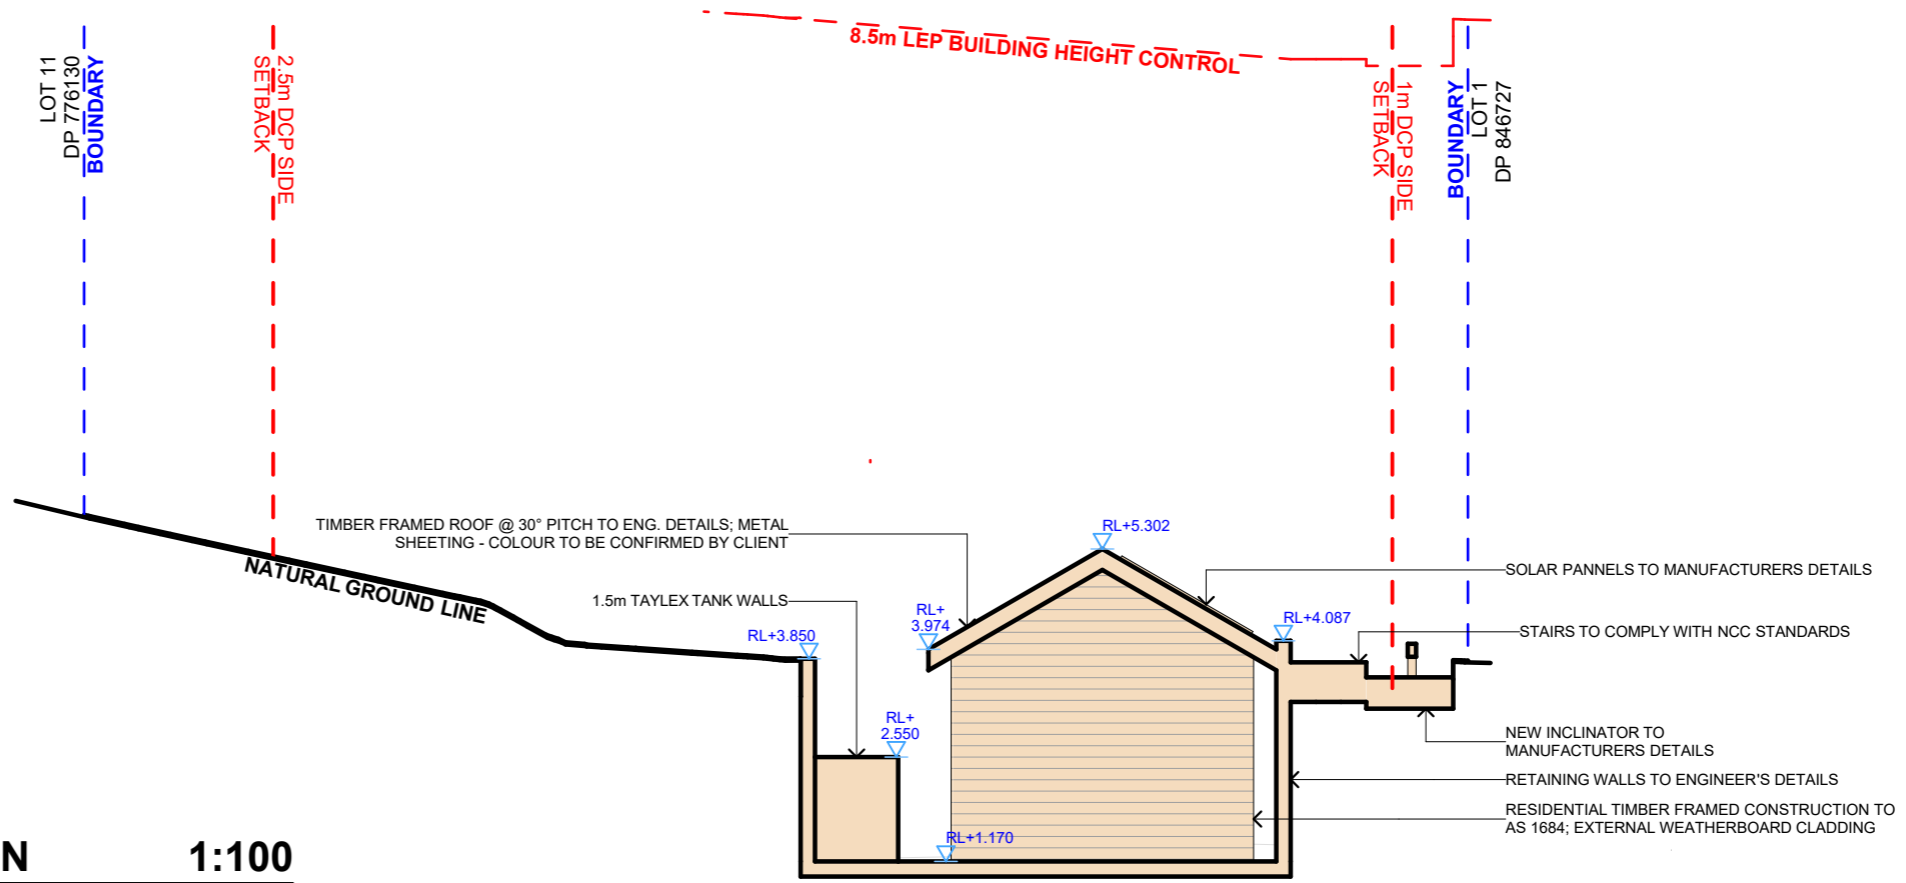 8.5m LEP BUILDING HEIGHT CONTROL
LOT 11
DP 776130
BOUNDARY
2.5m DCP SIDE
SETBACK
1m DCP SIDE
SETBACK
BOUNDARY
LOT 1
DP 846727
NATURAL GROUND LINE
TIMBER FRAMED ROOF @ 30° PITCH TO ENG. DETAILS; METAL
SHEETING - COLOUR TO BE CONFIRMED BY CLIENT
1.5m TAYLEX TANK WALLS
RL+3.850
RL+
2.550
RL+
3.974
RL+5.302
RL+4.087
RL+1.170
SOLAR PANNELS TO MANUFACTURERS DETAILS
STAIRS TO COMPLY WITH NCC STANDARDS
NEW INCLINATOR TO
MANUFACTURERS DETAILS
RETAINING WALLS TO ENGINEER'S DETAILS
RESIDENTIAL TIMBER FRAMED CONSTRUCTION TO
AS 1684; EXTERNAL WEATHERBOARD CLADDING
N 1:100